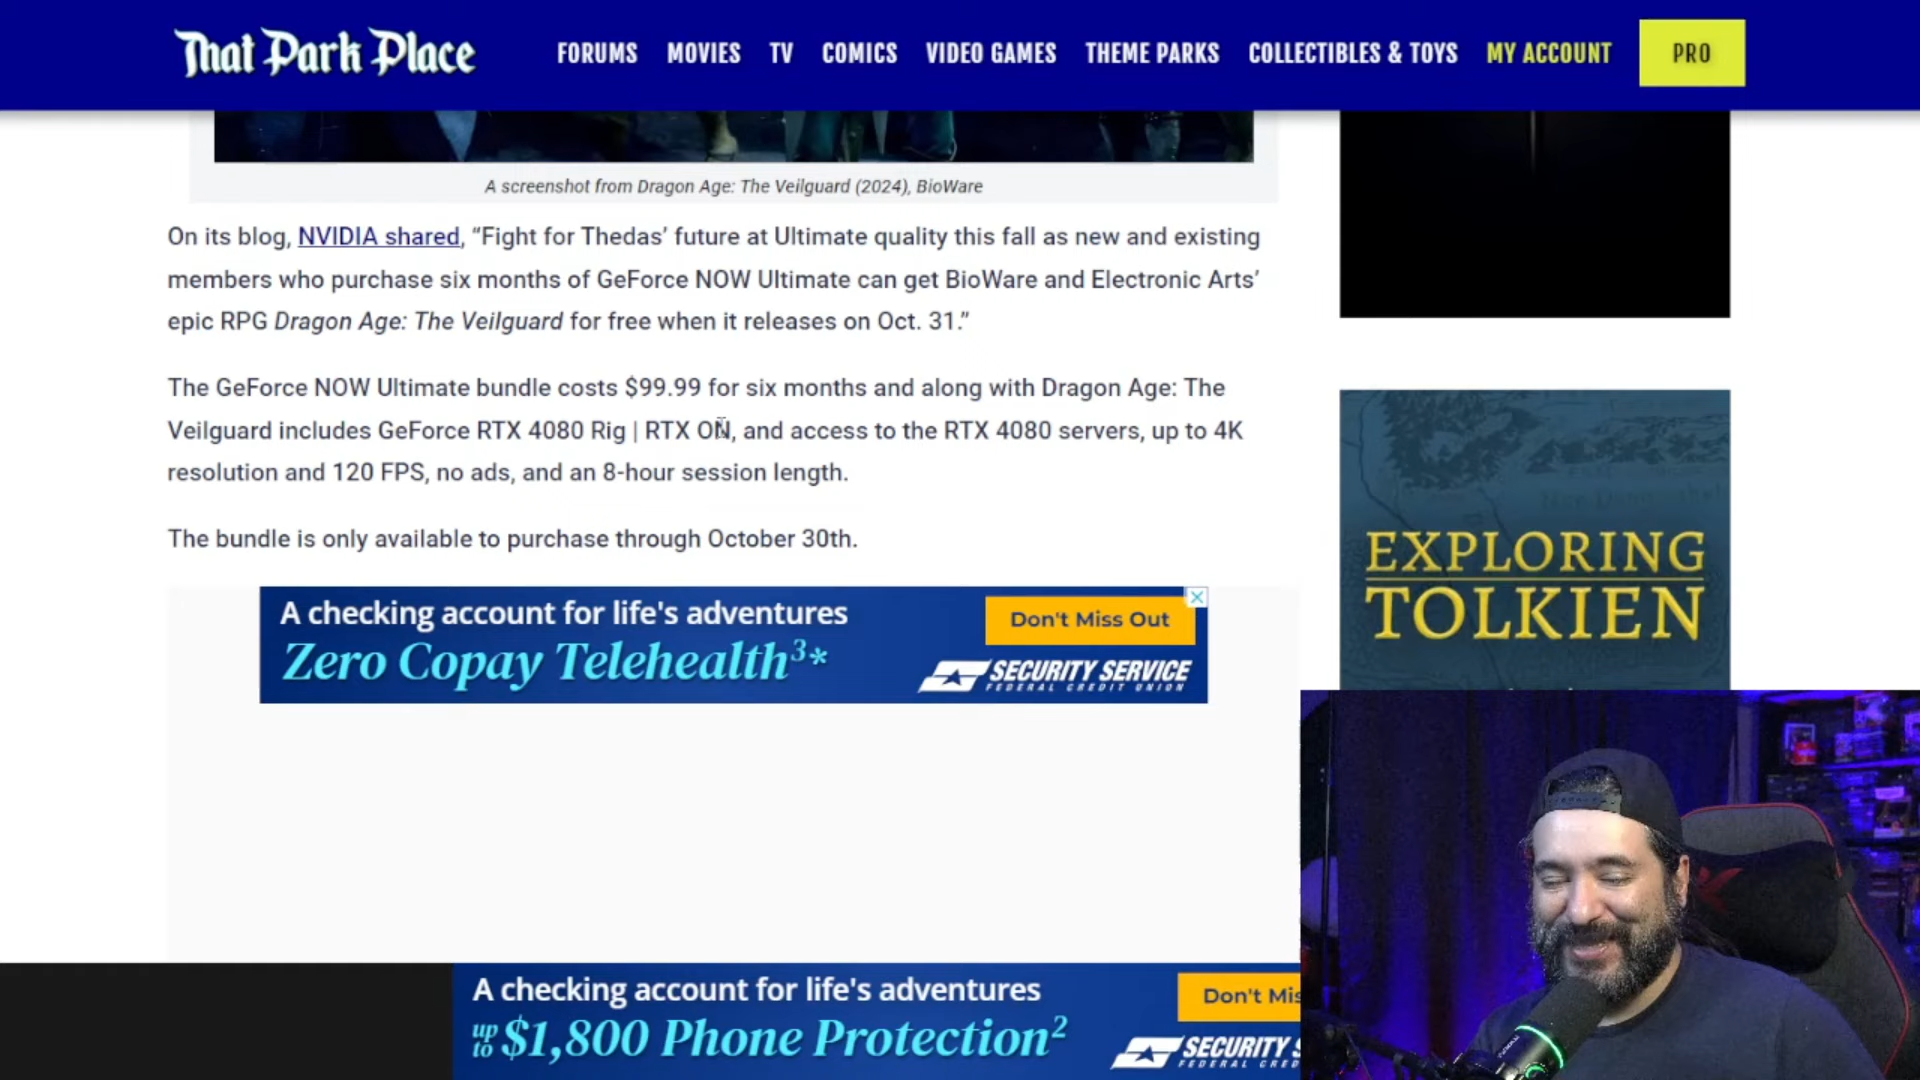 That Park Place
FORUMS MOVIES TV COMICS VIDEO GAMES THEME PARKS COLLECTIBLES & TOYS MY ACCOUNT PRO
A screenshot from Dragon Age: The Veilguard (2024), BioWare
On its blog, NVIDIA shared, “Fight for Thedas’ future at Ultimate quality this fall as new and existing
members who purchase six months of GeForce NOW Ultimate can get BioWare and Electronic Arts’
epic RPG Dragon Age: The Veilguard for free when it releases on Oct. 31.”
The GeForce NOW Ultimate bundle costs $99.99 for six months and along with Dragon Age: The
Veilguard includes GeForce RTX 4080 Rig | RTX ON, and access to the RTX 4080 servers, up to 4K
resolution and 120 FPS, no ads, and an 8-hour session length.
The bundle is only available to purchase through October 30th.
A checking account for life's adventures
Zero Copay Telehealth³*
Don't Miss Out
SECURITY SERVICE
FEDERAL CREDIT UNION
EXPLORING
TOLKIEN
A checking account for life's adventures
up to $1,800 Phone Protection²
Don't Mis
SECURITY S
FEDERAL CRED